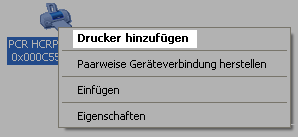 PCR HCRP
0x000C55
Drucker hinzufügen
Paarweise Geräteverbindung herstellen
Einfügen
Eigenschaften